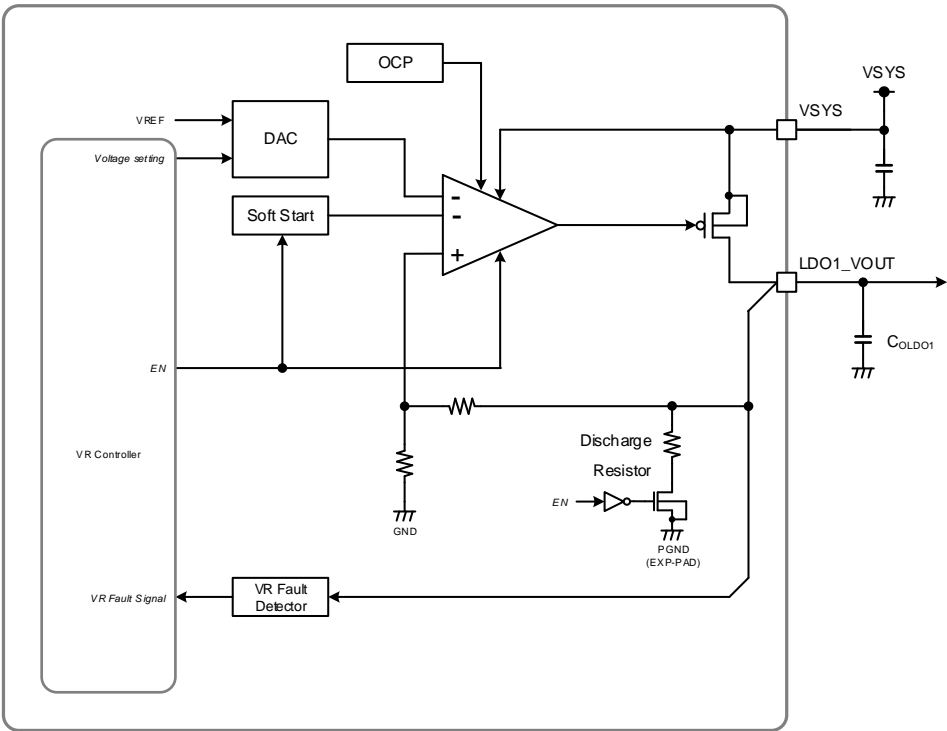 OCP
VSYS
VSYS
VREF
DAC
Voltage setting
-
Soft Start
-
+
LDO1_VOUT
COLDO1
EN
Discharge
Resistor
VR Controller
EN
GND
PGND
(EXP-PAD)
VR Fault
Detector
VR Fault Signal